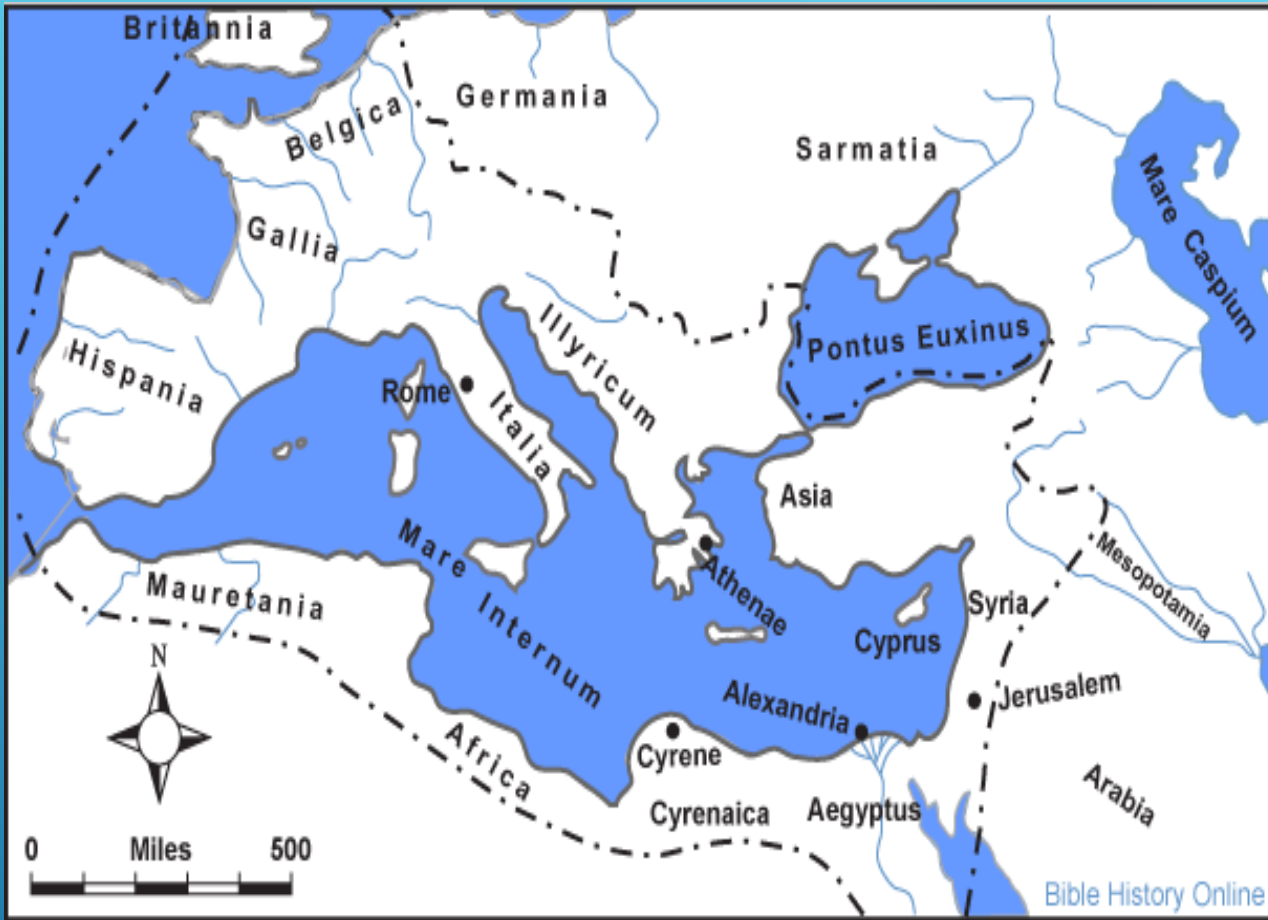 Britannia
Germania
Belgica
Sarmatia
Mare Caspium
Gallia
Illyricum
Pontus Euxinus
Hispania
Rome
Italia
Asia
Mare Internum
Athenae
Mesopotamia
Mauretania
Syria
Cyprus
N
Alexandria
Jerusalem
Africa
Cyrene
Arabia
Cyrenaica
Aegyptus
0 Miles 500
Bible History Online